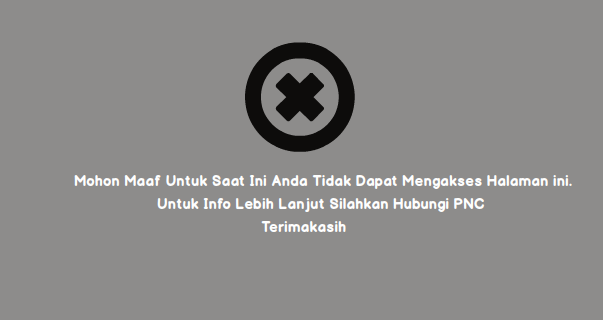 Mohon Maaf Untuk Saat Ini Anda Tidak Dapat Mengakses Halaman ini.
Untuk Info Lebih Lanjut Silahkan Hubungi PNC
Terimakasih